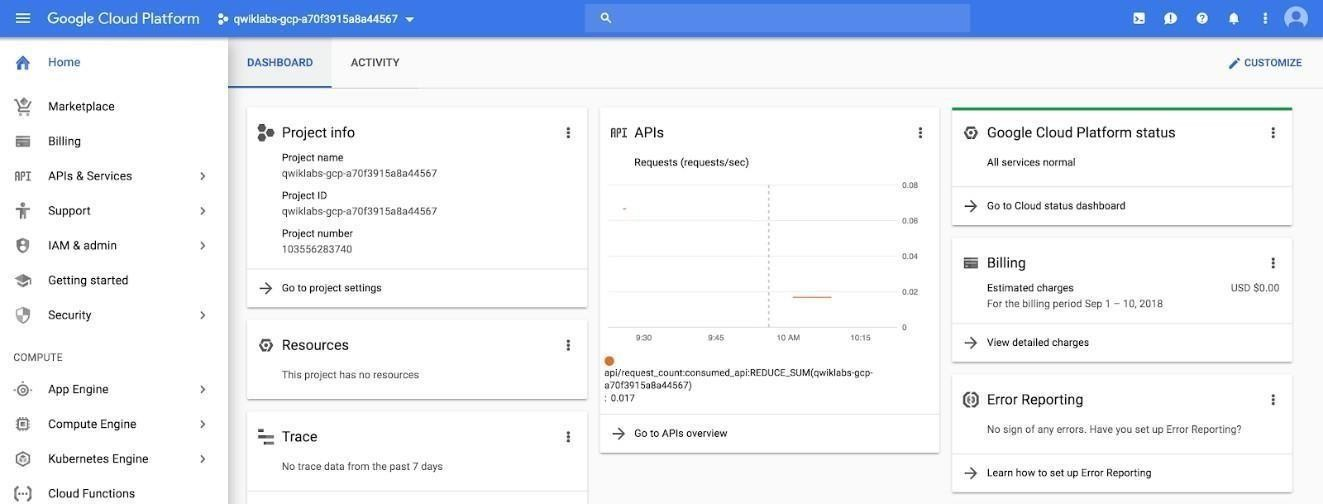 Google Cloud Platform
qwiklabs-gcp-a70f3915a8a44567
Home
Marketplace
Billing
APIs & Services
Support
IAM & admin
Getting started
Security
COMPUTE
App Engine
Compute Engine
Kubernetes Engine
Cloud Functions
DASHBOARD
ACTIVITY
CUSTOMIZE
Project info
Project name
qwiklabs-gcp-a70f3915a8a44567
Project ID
qwiklabs-gcp-a70f3915a8a44567
Project number
103556283740
Go to project settings
Resources
This project has no resources
Trace
No trace data from the past 7 days
API APIs
Requests (requests/sec)
0.08
0.06
0.04
0.02
0
9:30 9:45 10 AM 10:15
api/request_count:consumed_api:REDUCE_SUM(qwiklabs-gcp-
a70f3915a8a44567)
: 0.017
Go to APIs overview
Google Cloud Platform status
All services normal
Go to Cloud status dashboard
Billing
Estimated charges USD $0.00
For the billing period Sep 1 – 10, 2018
View detailed charges
Error Reporting
No sign of any errors. Have you set up Error Reporting?
Learn how to set up Error Reporting